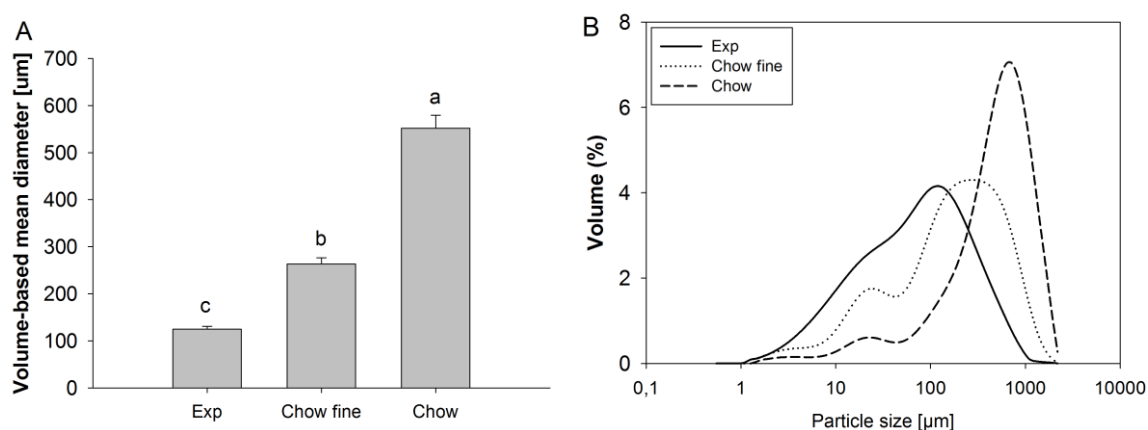 A
Volume-based mean diameter [um]
700
600
500
400
300
200
100
0
c
b
a
Exp
Chow fine
Chow
B
Volume (%)
8
6
4
2
0
Exp
Chow fine
Chow
0,1
1
10
100
1000
10000
Particle size [µm]